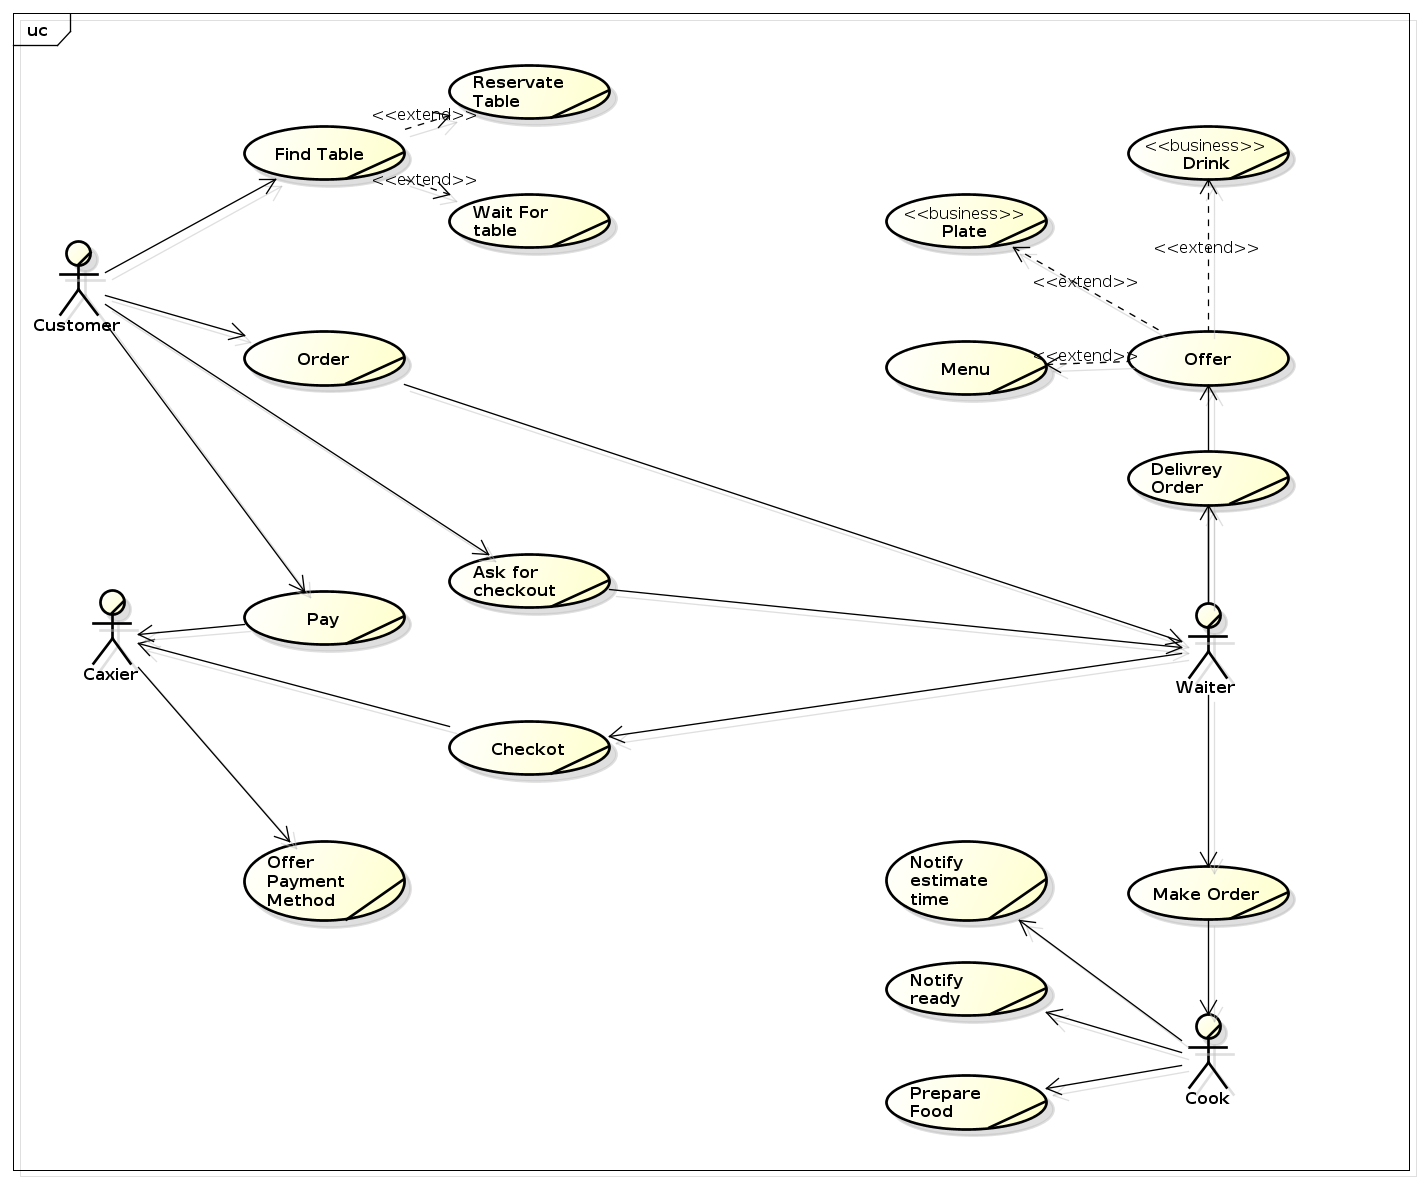 uc
Reservate
Table
<<extend>>
Find Table
<<extend>>
Wait For
table
<<business>>
Drink
<<business>>
Plate
<<extend>>
<<extend>>
Customer
Order
<<extend>>
Menu
Offer
Delivrey
Order
Ask for
checkout
Pay
Caxier
Waiter
Checkot
Offer
Payment
Method
Notify
estimate
time
Make Order
Notify
ready
Prepare
Food
Cook